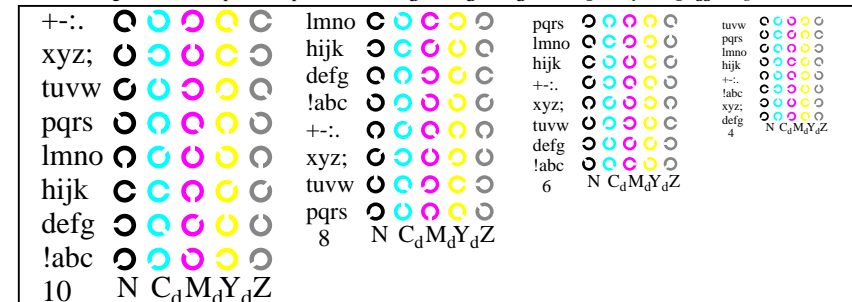 +-:.
xyz;
tuvw
pqrs
lmno
hijk
defg
!abc
10 N CdMdYdZ
lmno
hijk
defg
!abc
+-:.
xyz;
tuvw
pqrs
8 N CdMdYdZ
pqrs
lmno
hijk
+-:.
xyz;
tuvw
defg
!abc
6 N CdMdYdZ
tuvw
pqrs
lmno
hijk
+-:.
!abc
xyz;
defg
4 N CdMdYdZ